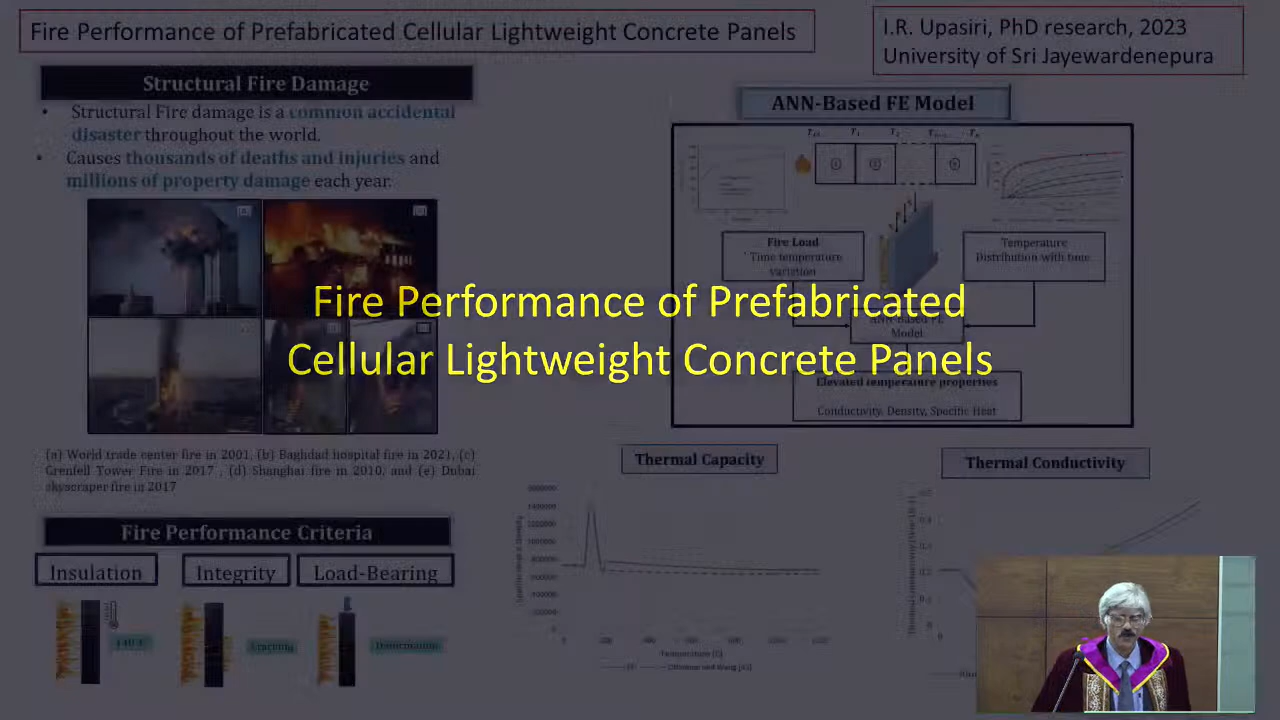 Fire Performance of Prefabricated Cellular Lightweight Concrete Panels
I.R. Upasiri, PhD research, 2023
University of Sri Jayewardenepura
Structural Fire Damage
• Structural Fire damage is a common accidental
disaster throughout the world.
• Causes thousands of deaths and injuries and
millions of property damage each year.
(a) World trade center fire in 2001, (b) Baghdad hospital fire in 2021, (c)
Grenfell Tower Fire in 2017 , (d) Shanghai fire in 2010, and (e) Dubai
skyscraper fire in 2017
Fire Performance of Prefabricated
Cellular Lightweight Concrete Panels
Fire Performance Criteria
Insulation
Integrity
Load-Bearing
ANN-Based FE Model
Fire Load
Time temperature
variation
Temperature
Distribution with time
ANN-Based FE
Model
Elevated temperature properties
Conductivity, Density, Specific Heat
Thermal Capacity
Temperature
Thermal Conductivity